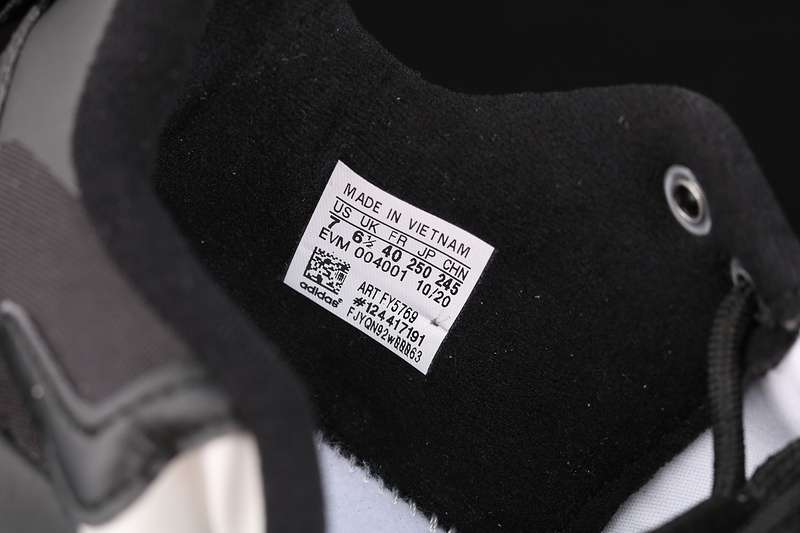 MADE IN VIETNAM
US UK FR JP CHN
7 6½ 40 250 245
EVM 004001 10/20
ART FY5769
#124417191
adidas®